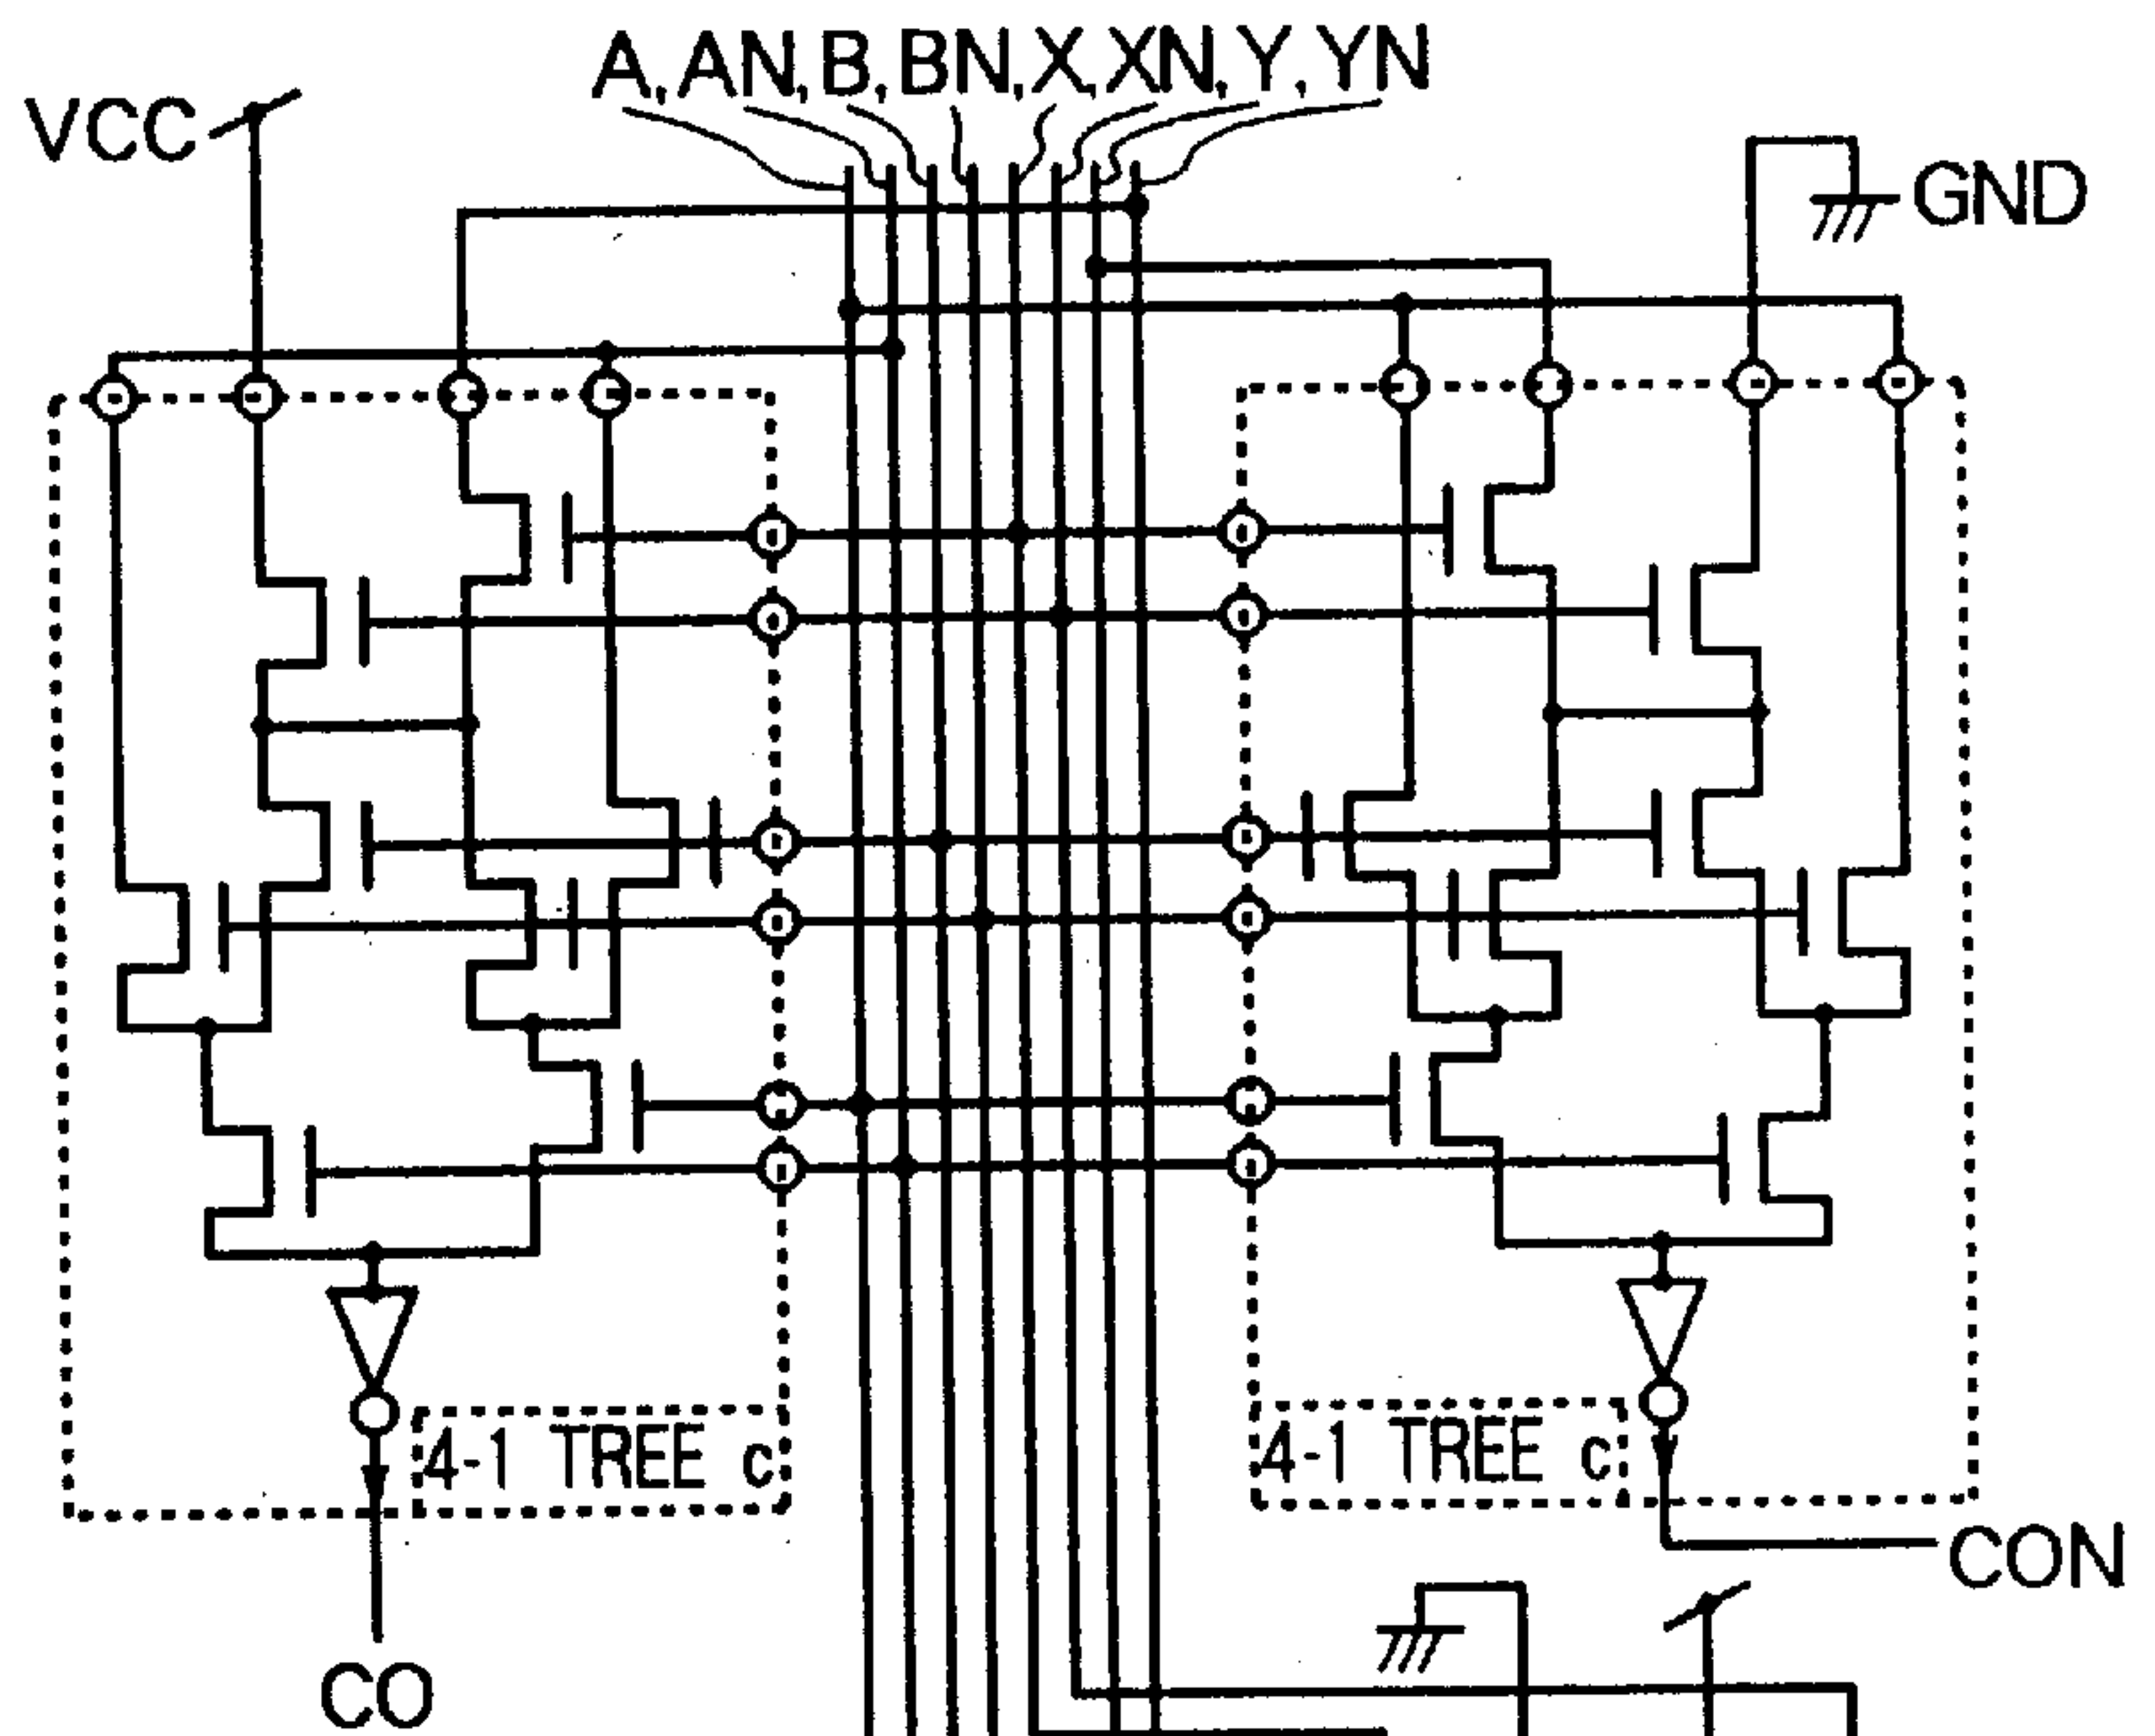 A, AN, B, BN, X, XN, Y, YN
VCC
GND
4-1 TREE c
4-1 TREE c
CON
CO